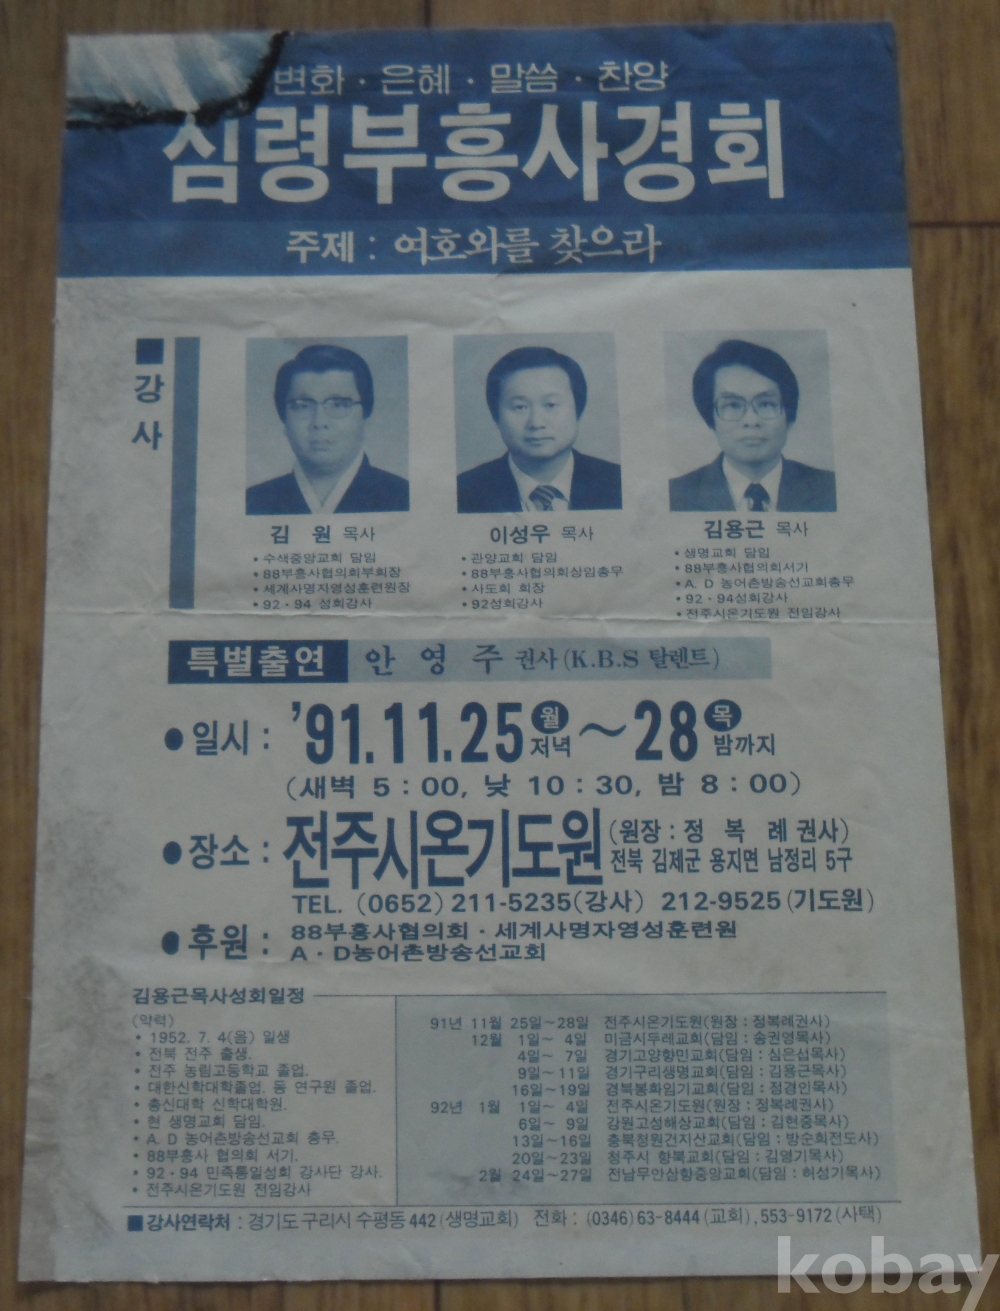 변화 · 은혜 · 말씀 · 찬양
심령부흥사경회
주제 : 여호와를 찾으라
■ 강사
김 원 목사
• 수색중앙교회 담임
• 88부흥사협의회부회장
• 세계사명자영성훈련원장
• 92 · 94 성회강사
이성우 목사
• 관양교회 담임
• 88부흥사협의회상임총무
• 사도회 회장
• 92성회강사
김용근 목사
• 생명교회 담임
• 88부흥사협의회서기
• A. D 농어촌방송선교회총무
• 92 · 94성회강사
• 전주시온기도원 전임강사
특별출연 안 영 주 권사 (K.B.S 탈렌트)
● 일시 : '91.11.25 월 저녁 ~ 28 목 밤까지
(새벽 5 : 00, 낮 10 : 30, 밤 8 : 00)
● 장소 : 전주시온기도원 (원장 : 정 복 례 권사)
전북 김제군 용지면 남정리 5구
TEL. (0652) 211-5235(강사) 212-9525 (기도원)
● 후원 : 88부흥사협의회 · 세계사명자영성훈련원
A · D농어촌방송선교회
김용근목사성회일정
(약력)
• 1952. 7. 4(음) 일생
• 전북 전주 출생.
• 전주 농림고등학교 졸업.
• 대한신학대학졸업. 동 연구원 졸업.
• 총신대학 신학대학원.
• 현 생명교회 담임.
• A. D 농어촌방송선교회 총무.
• 88부흥사 협의회 서기.
• 92 · 94 민족통일성회 강사단 강사.
• 전주시온기도원 전임강사
91년 11월 25일~28일 전주시온기도원(원장 : 정복례권사)
12월 1일~ 4일 미금시두레교회(담임 : 송권영목사)
4일~ 7일 경기고양항민교회(담임 : 심은섭목사)
9일~11일 경기구리생명교회(담임 : 김용근목사)
16일~19일 경북봉화임기교회(담임 : 정경인목사)
92년 1월 1일~ 4일 전주시온기도원(원장 : 정복례권사)
6일~ 9일 강원고성해상교회(담임 : 김현중목사)
13일~16일 충북청원건지산교회(담임 : 방순희전도사)
20일~23일 청주시 항북교회(담임 : 김영기목사)
2월 24일~27일 전남무안삼향중앙교회(담임 : 허성기목사)
■ 강사연락처 : 경기도 구리시 수평동 442 (생명교회) 전화 : (0346) 63-8444 (교회), 553-9172 (사택)
kobay